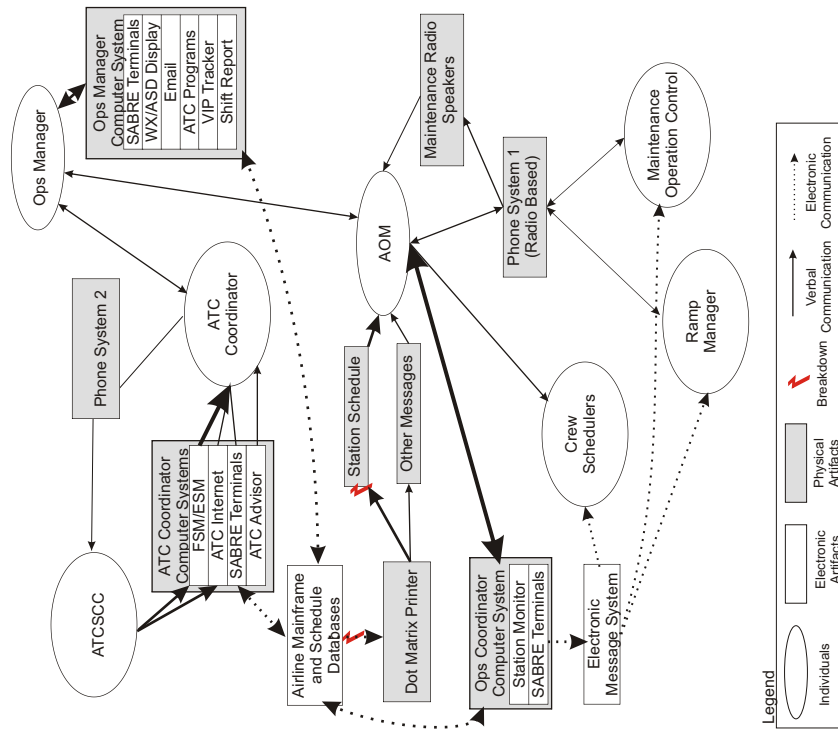 ATCSCC
Phone System 2
Ops Manager
ATC Coordinator
Computer Systems
FSM/ESM
ATC Internet
SABRE Terminals
ATC Advisor
ATC
Coordinator
Ops Manager
Computer System
SABRE Terminals
WX/ASD Display
Email
ATC Programs
VIP Tracker
Shift Report
Airline Mainframe
and Schedule
Databases
Station Schedule
Dot Matrix Printer
Other Messages
AOM
Maintenance Radio
Speakers
Ops Coordinator
Computer System
Station Monitor
SABRE Terminals
Phone System 1
(Radio Based)
Electronic
Message System
Crew
Schedulers
Ramp
Manager
Maintenance
Operation Control
Legend
Individuals
Electronic
Artifacts
Physical
Artifacts
Breakdown
Verbal
Communication
Electronic
Communication